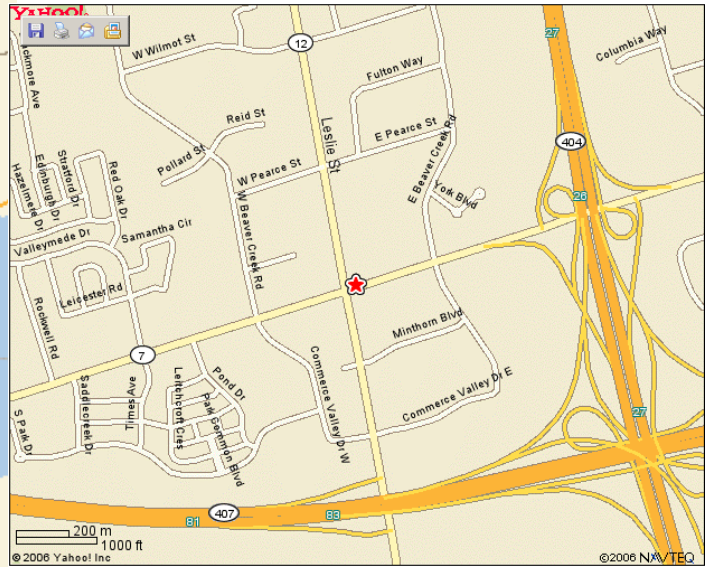 YAHOO!
27
Columbia Way
12
W Wilmot St
ackmore Ave
Fulton Way
Reid St
Leslie St
E Pearce St
404
Pollard St
E Beaver Creek Rd
Edinburgh Dr
Stratford Dr
Hazelmere Dr
Red Oak Dr
W Pearce St
York Blvd
26
W Beaver Creek Rd
Samantha Cir
Valleymede Dr
Leicester Rd
Rockwell Rd
Minthorn Blvd
7
Pond Dr
Commerce Valley Dr W
Commerce Valley Dr E
Saddlecreek Dr
Times Ave
Leitchcroft Cres
Park Common Blvd
S Park Dr
27
407
81
83
200 m
1000 ft
© 2006 Yahoo! Inc
©2006 NAVTEQ